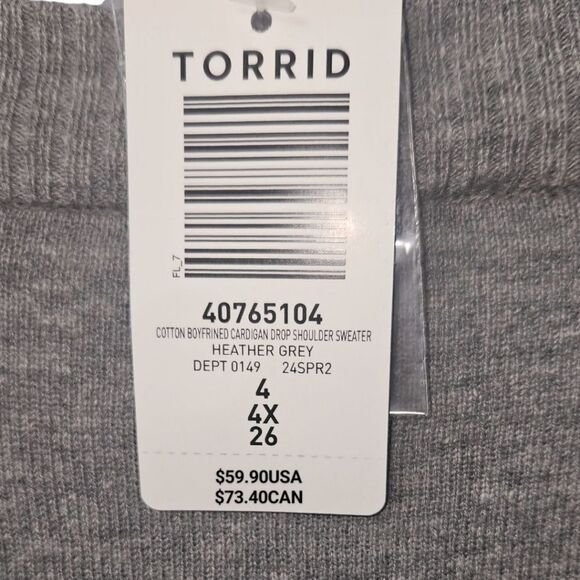 TORRID
FL_7
40765104
COTTON BOYFRINED CARDIGAN DROP SHOULDER SWEATER
HEATHER GREY
DEPT 0149 24SPR2
4
4X
26
$59.90USA
$73.40CAN